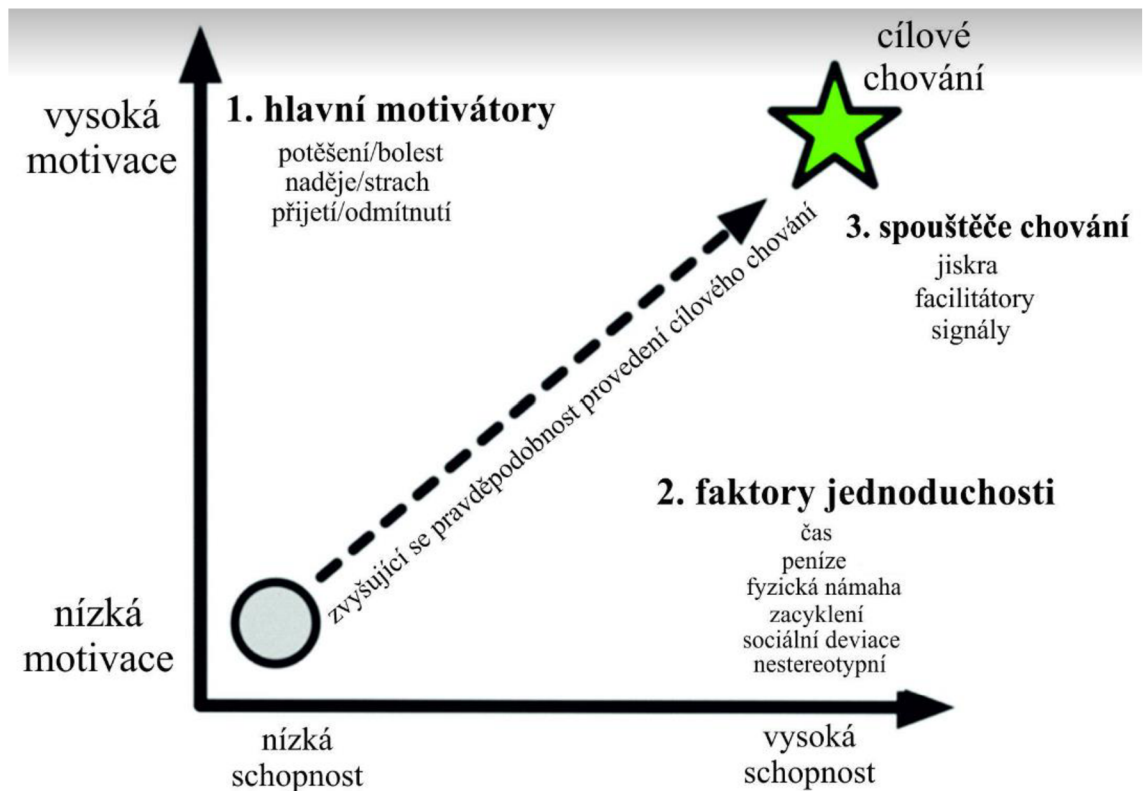 cílové
chování
vysoká
motivace
1. hlavní motivátory
potěšení/bolest
naděje/strach
přijetí/odmítnutí
3. spouštěče chování
jiskra
facilitátory
signály
zvyšující se pravděpodobnost provedení cílového chování
2. faktory jednoduchosti
čas
peníze
fyzická námaha
zacyklení
sociální deviace
nestereotypní
nízká
motivace
nízká
schopnost
vysoká
schopnost